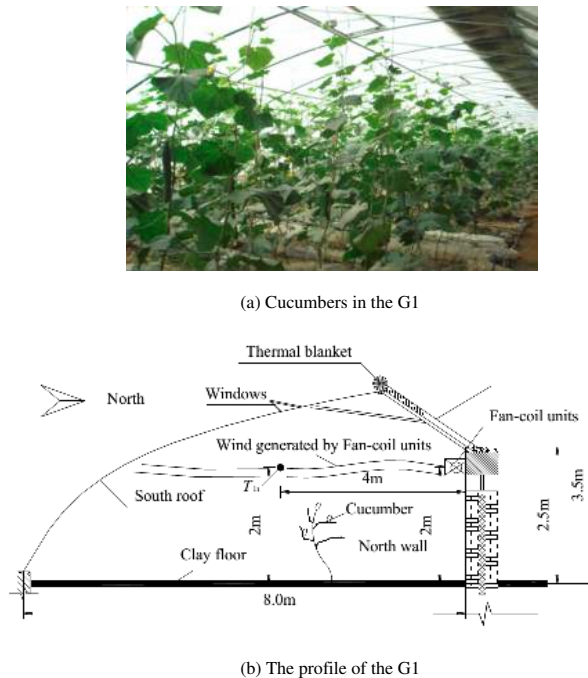 (a) Cucumbers in the G1
Thermal blanket
North
Windows
Fan-coil units
Wind generated by Fan-coil units
South roof
T1a
4m
3.5m
2.5m
2m
2m
Cucumber
North wall
Clay floor
8.0m
(b) The profile of the G1